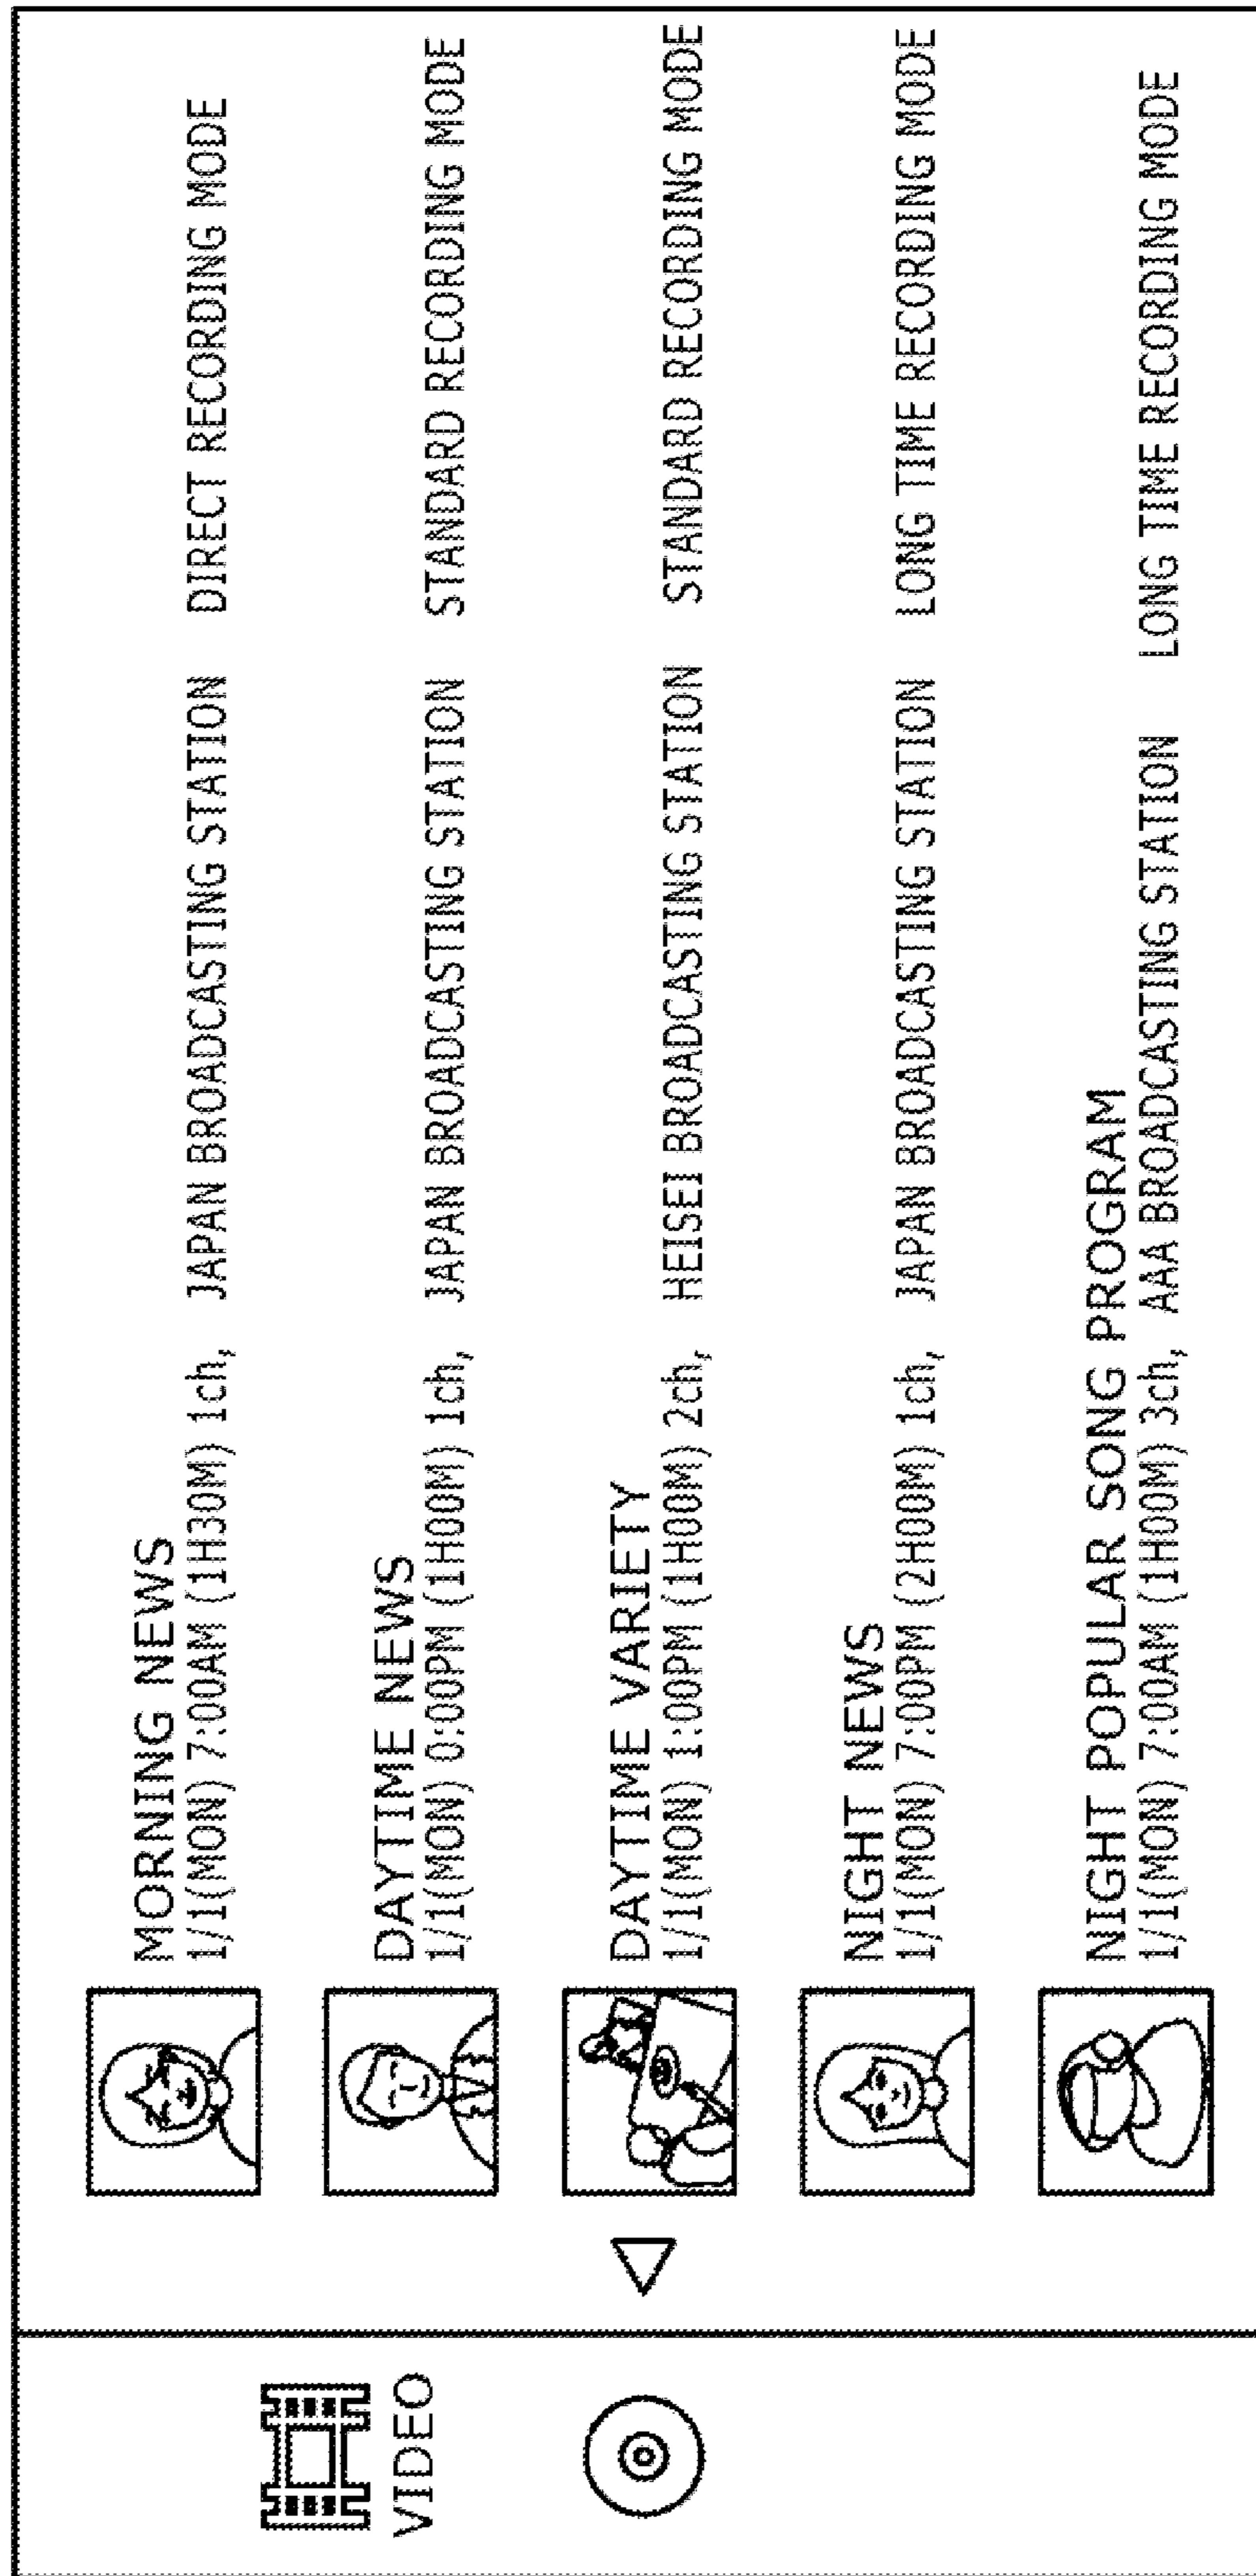 VIDEO
MORNING NEWS
1/1(MON) 7:00AM (1H30M) 1ch, JAPAN BROADCASTING STATION DIRECT RECORDING MODE
DAYTIME NEWS
1/1(MON) 0:00PM (1H00M) 1ch, JAPAN BROADCASTING STATION STANDARD RECORDING MODE
DAYTIME VARIETY
1/1(MON) 1:00PM (1H00M) 2ch, HEISEI BROADCASTING STATION STANDARD RECORDING MODE
NIGHT NEWS
1/1(MON) 7:00PM (2H00M) 1ch, JAPAN BROADCASTING STATION LONG TIME RECORDING MODE
NIGHT POPULAR SONG PROGRAM
1/1(MON) 7:00AM (1H00M) 3ch, AAA BROADCASTING STATION LONG TIME RECORDING MODE